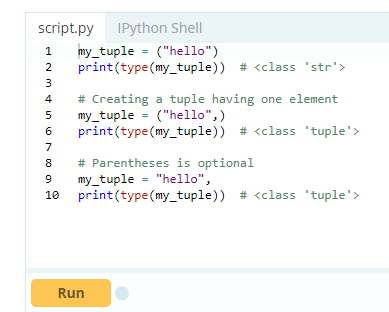 script.py IPython Shell
1 my_tuple = ("hello")
2 print(type(my_tuple))  # <class 'str'>
3
4 # Creating a tuple having one element
5 my_tuple = ("hello",)
6 print(type(my_tuple))  # <class 'tuple'>
7
8 # Parentheses is optional
9 my_tuple = "hello",
10 print(type(my_tuple))  # <class 'tuple'>
Run